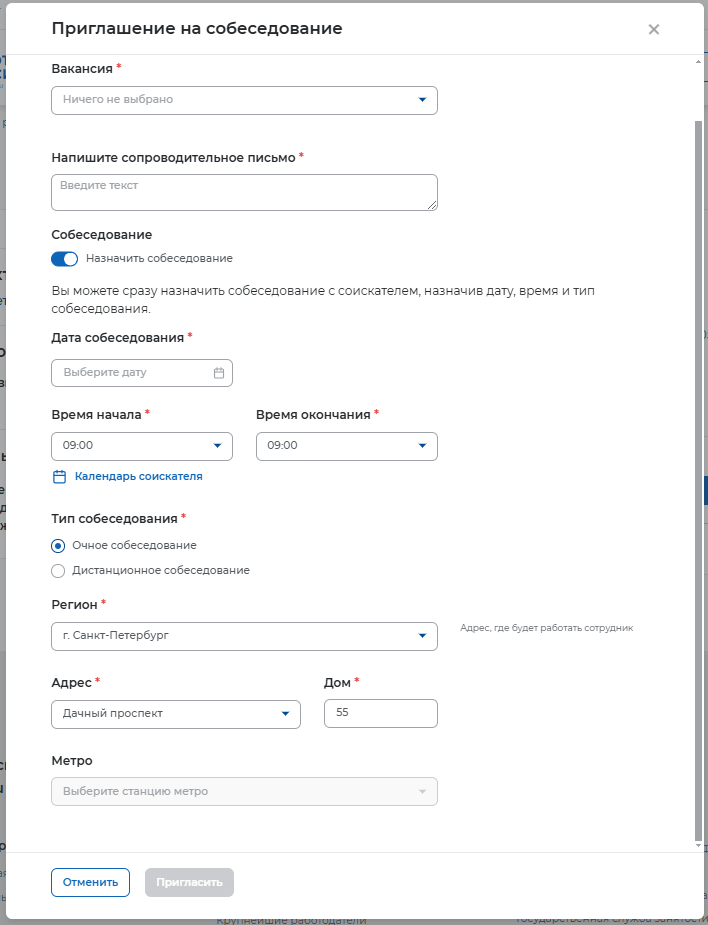 Приглашение на собеседование
Вакансия *
Ничего не выбрано
Напишите сопроводительное письмо *
Введите текст
Собеседование
Назначить собеседование
Вы можете сразу назначить собеседование с соискателем, назначив дату, время и тип
собеседования.
Дата собеседования *
Выберите дату
Время начала * Время окончания *
09:00 09:00
Календарь соискателя
Тип собеседования *
Очное собеседование
Дистанционное собеседование
Регион *
г. Санкт-Петербург Адрес, где будет работать сотрудник
Адрес * Дом *
Дачный проспект 55
Метро
Выберите станцию метро
Отменить Пригласить
Крупнейшие работодатели